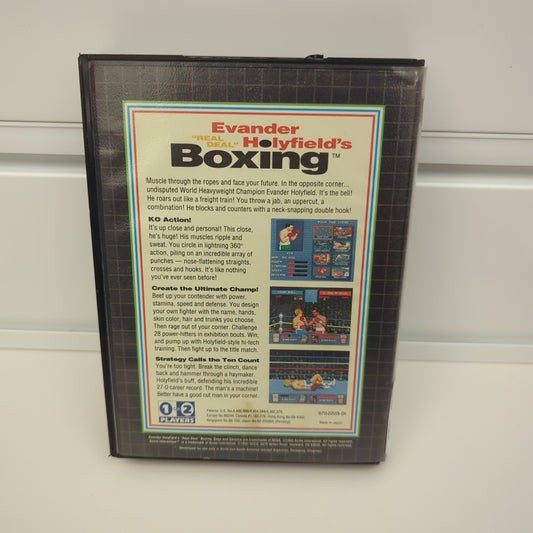 Evander
"REAL DEAL" Holyfield's
Boxing™
Muscle through the ropes and face your future. In the opposite corner...
undisputed World Heavyweight Champion Evander Holyfield. It's the bell!
He roars out like a freight train! You throw a jab, an uppercut, a
combination! He blocks and counters with a neck-snapping double hook!
KO Action!
It's up close and personal! This close,
he's huge! His muscles ripple and
sweat. You circle in lightning 360°
action, piling on an incredible array of
punches — nose-flattening straights,
crosses and hooks. It's like nothing
you've ever seen before!
Create the Ultimate Champ!
Beef up your contender with power,
stamina, speed and defense. You design
your own fighter with the name, hands,
skin color, hair and trunks you choose.
Then rage out of your corner. Challenge
28 power-hitters in exhibition bouts. Win,
and pump up with Holyfield-style hi-tech
training. Then fight up to the title match.
Strategy Calls the Ten Count
You're too tight. Break the clinch, dance
back and hammer through a haymaker.
Holyfield's buff, defending his incredible
27-0 career record. The man's a machine!
Better have a good cut man in your corner.
1 or 2
PLAYERS
Made in Japan